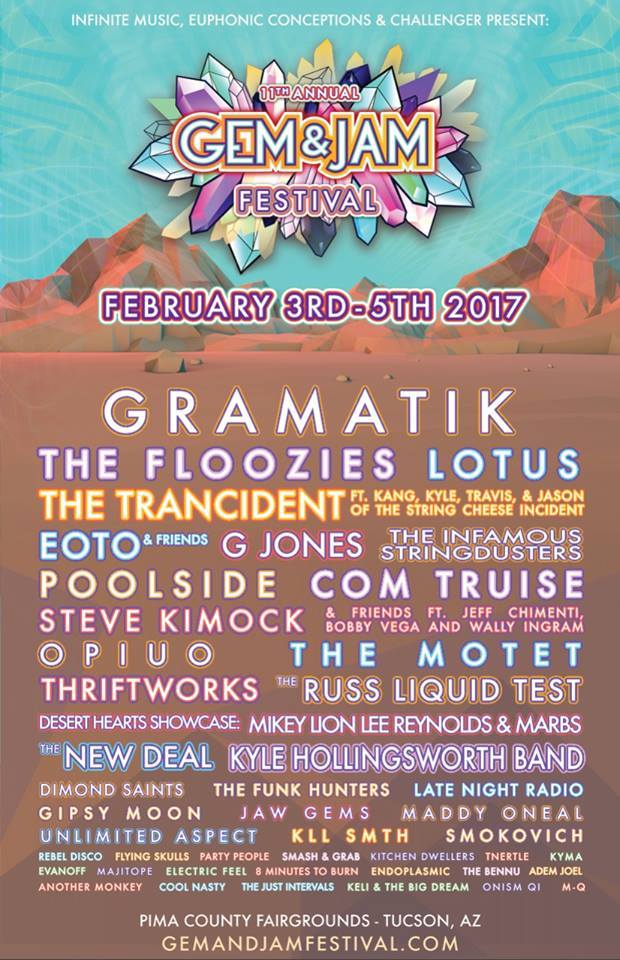 INFINITE MUSIC, EUPHONIC CONCEPTIONS & CHALLENGER PRESENT:
11TH ANNUAL
GEM & JAM
FESTIVAL
FEBRUARY 3RD-5TH 2017
GRAMATIK
THE FLOOZIES LOTUS
THE TRANCIDENT FT. KANG, KYLE, TRAVIS, & JASON
OF THE STRING CHEESE INCIDENT
EOTO & FRIENDS G JONES THE INFAMOUS
STRINGDUSTERS
POOLSIDE COM TRUISE
STEVE KIMOCK & FRIENDS FT. JEFF CHIMENTI,
BOBBY VEGA AND WALLY INGRAM
OPIUO THE MOTET
THRIFTWORKS THE RUSS LIQUID TEST
DESERT HEARTS SHOWCASE: MIKEY LION LEE REYNOLDS & MARBS
THE NEW DEAL KYLE HOLLINGSWORTH BAND
DIMOND SAINTS THE FUNK HUNTERS LATE NIGHT RADIO
GIPSY MOON JAW GEMS MADDY ONEAL
UNLIMITED ASPECT KLL SMTH SMOKOVICH
REBEL DISCO FLYING SKULLS PARTY PEOPLE SMASH & GRAB KITCHEN DWELLERS TNERTLE KYMA
EVANOFF MAJITOPE ELECTRIC FEEL 8 MINUTES TO BURN ENDOPLASMIC THE BENNU ADEM JOEL
ANOTHER MONKEY COOL NASTY THE JUST INTERVALS KELI & THE BIG DREAM ONISM QI M-Q
PIMA COUNTY FAIRGROUNDS - TUCSON, AZ
GEMANDJAMFESTIVAL.COM